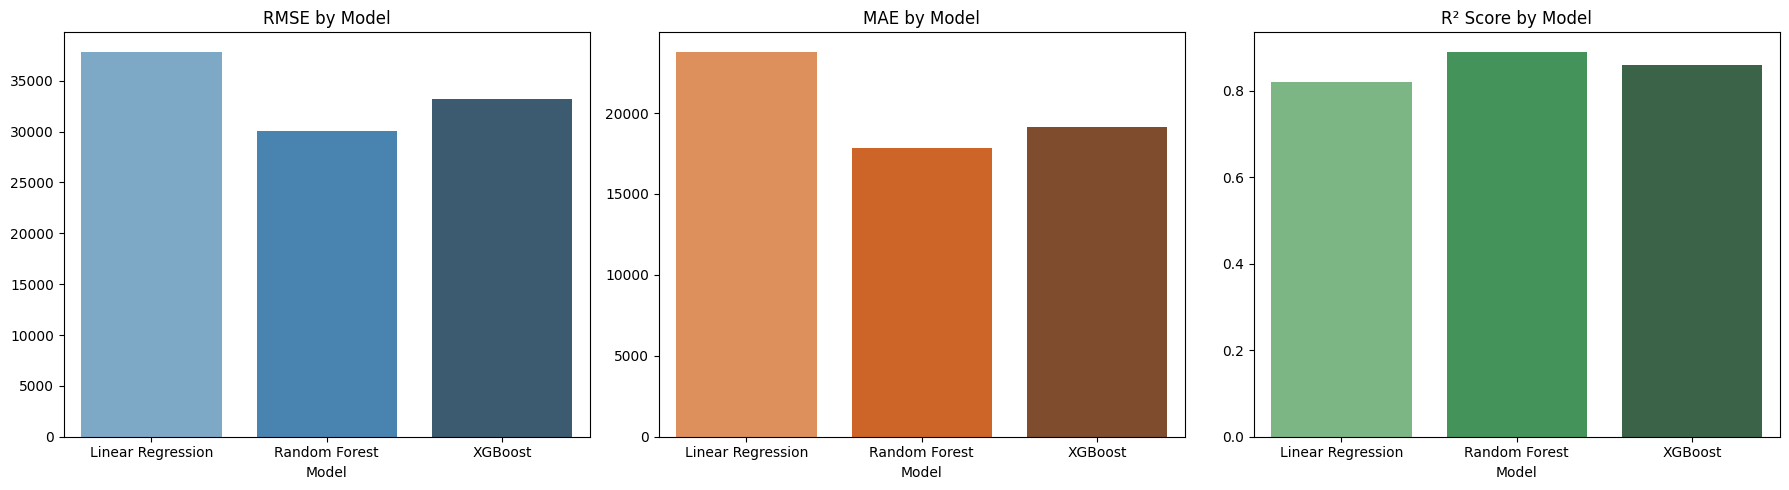 RMSE by Model
35000
30000
25000
20000
15000
10000
5000
0
Linear Regression Random Forest XGBoost
Model
MAE by Model
20000
15000
10000
5000
0
Linear Regression Random Forest XGBoost
Model
R² Score by Model
0.8
0.6
0.4
0.2
0.0
Linear Regression Random Forest XGBoost
Model